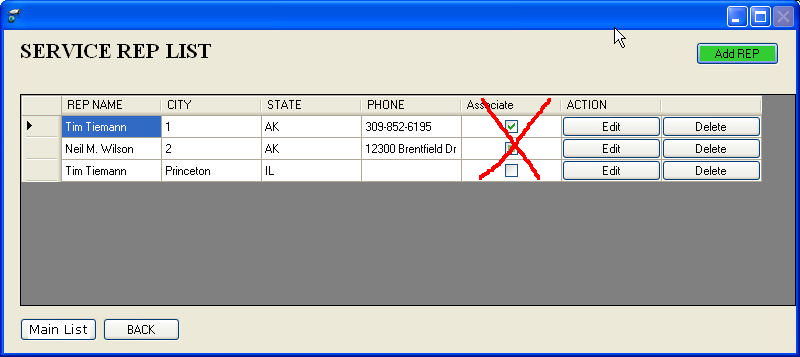 SERVICE REP LIST
Add REP
REP NAME CITY STATE PHONE Associate ACTION
Tim Tiemann 1 AK 309-852-6195 Edit Delete
Neil M. Wilson 2 AK 12300 Brentfield Dr Edit Delete
Tim Tiemann Princeton IL Edit Delete
Main List BACK